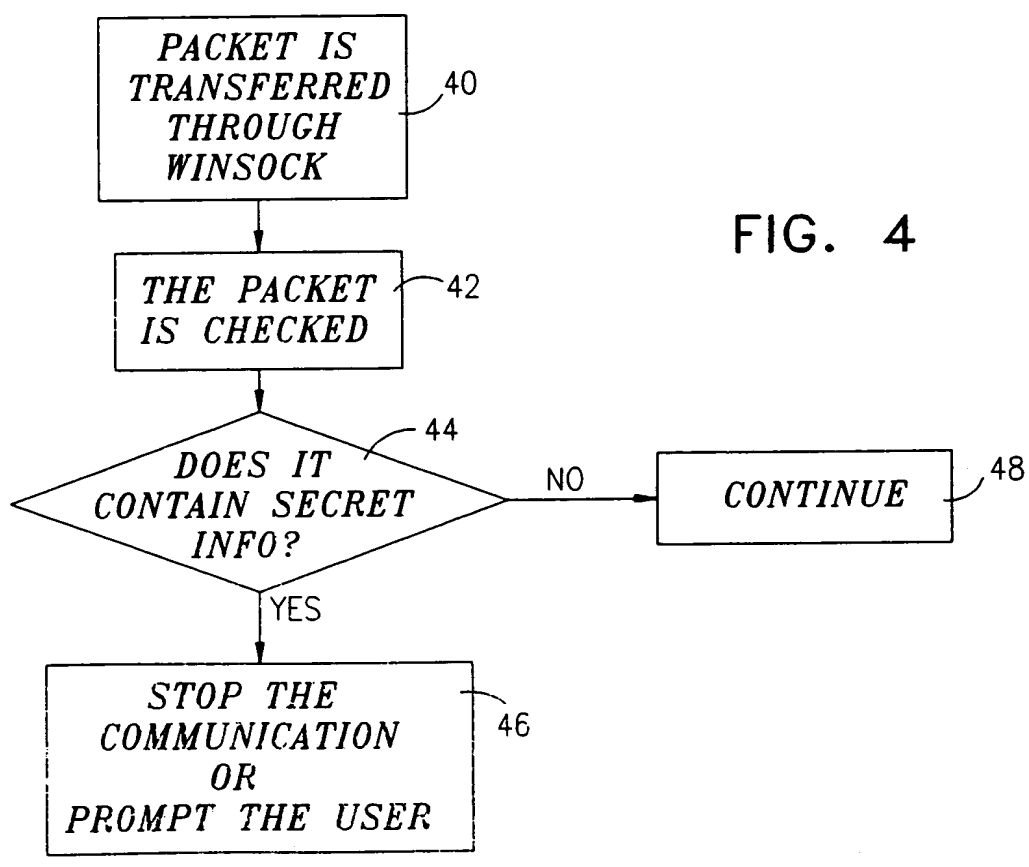 PACKET IS
TRANSFERRED
THROUGH
WINSOCK
40
FIG. 4
THE PACKET
IS CHECKED
42
DOES IT
CONTAIN SECRET
INFO?
44
NO
CONTINUE
48
YES
STOP THE
COMMUNICATION
OR
PROMPT THE USER
46